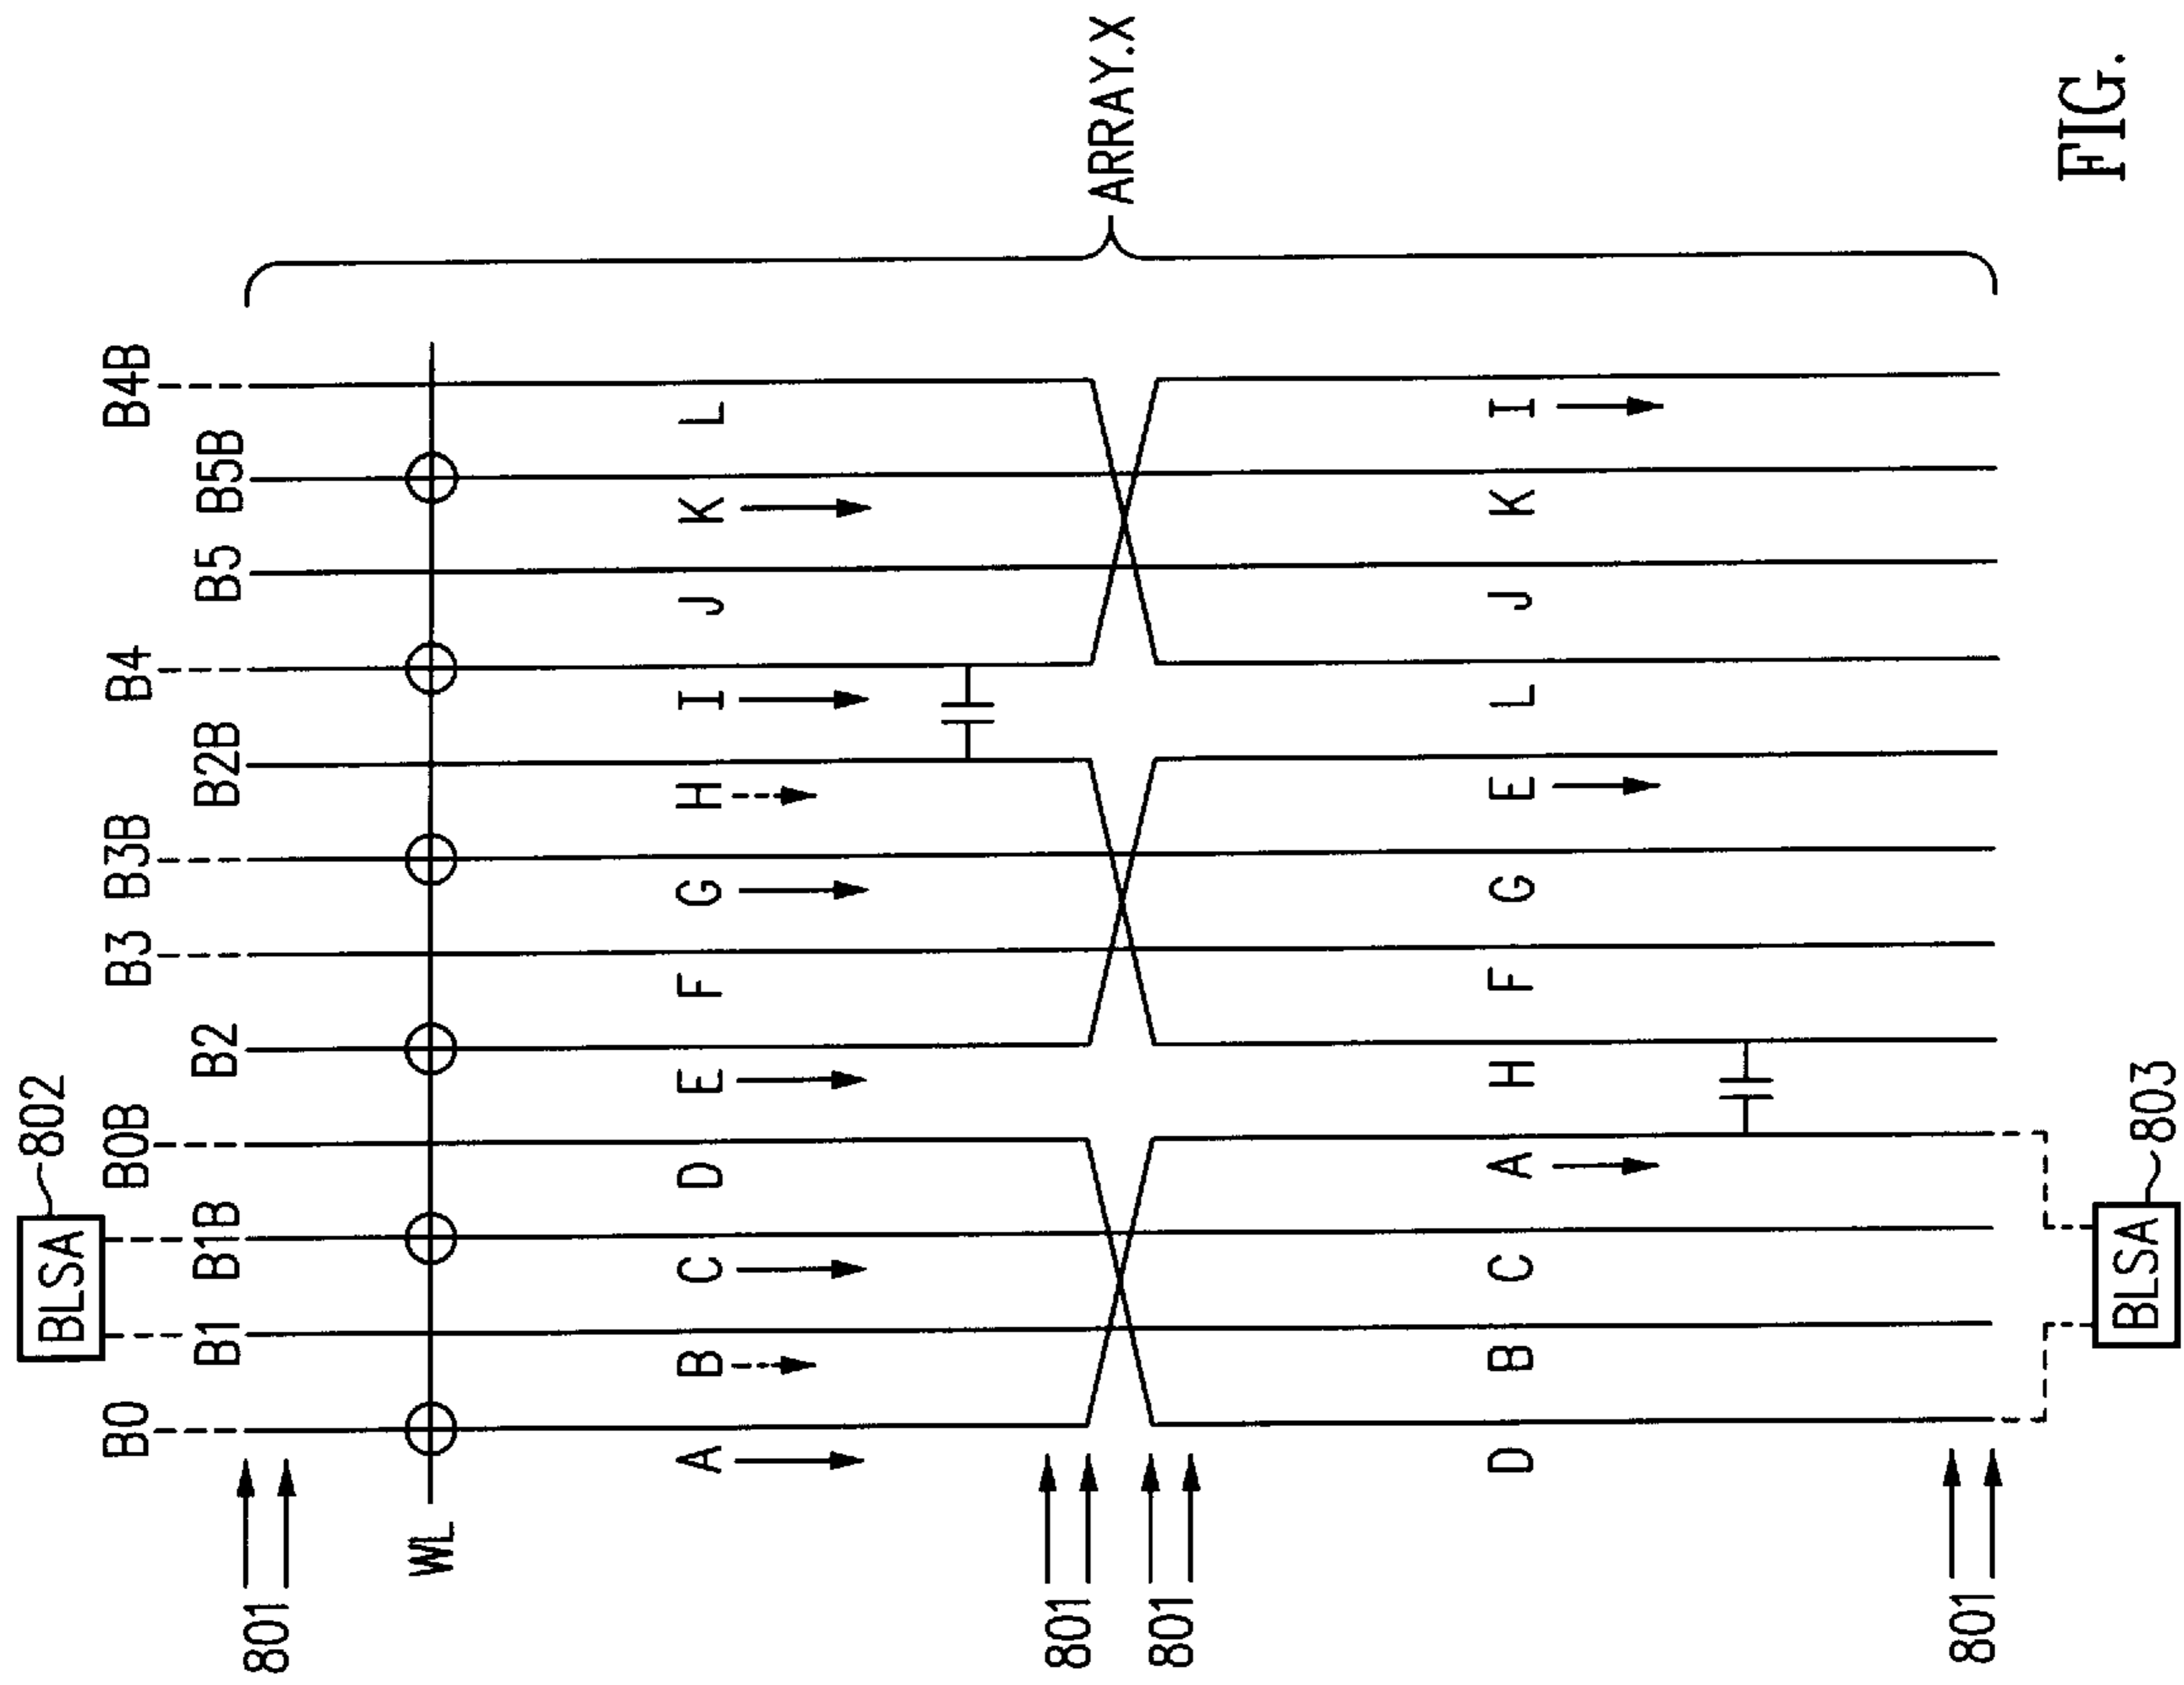 BLSA 802
B0 B0B B3 B3B B4 B4B
B1 B1B B2 B2B B5 B5B
801
WL
A B C D E F G H I J K L
801
ARRAY.X
801
D B C A H F G E L J K I
801
BLSA 803
FIG.